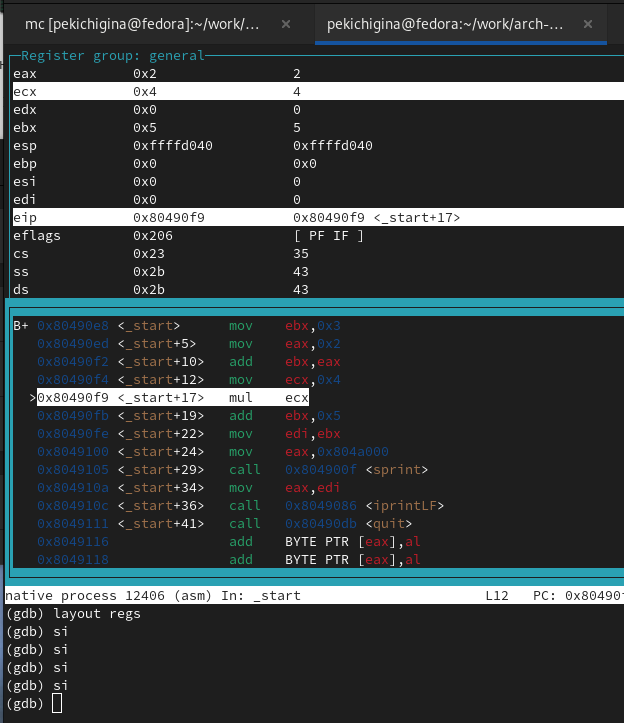 mc [pekichigina@fedora]:~/work/... ×
pekichigina@fedora:~/work/arch-... ×
Register group: general
eax 0x2 2
ecx 0x4 4
edx 0x0 0
ebx 0x5 5
esp 0xffffd040 0xffffd040
ebp 0x0 0x0
esi 0x0 0
edi 0x0 0
eip 0x80490f9 0x80490f9 <_start+17>
eflags 0x206 [ PF IF ]
cs 0x23 35
ss 0x2b 43
ds 0x2b 43
B+ 0x80490e8 <_start> mov ebx,0x3
0x80490ed <_start+5> mov eax,0x2
0x80490f2 <_start+10> add ebx,eax
0x80490f4 <_start+12> mov ecx,0x4
>0x80490f9 <_start+17> mul ecx
0x80490fb <_start+19> add ebx,0x5
0x80490fe <_start+22> mov edi,ebx
0x8049100 <_start+24> mov eax,0x804a000
0x8049105 <_start+29> call 0x804900f <sprint>
0x804910a <_start+34> mov eax,edi
0x804910c <_start+36> call 0x8049086 <iprintLF>
0x8049111 <_start+41> call 0x80490db <quit>
0x8049116 add BYTE PTR [eax],al
0x8049118 add BYTE PTR [eax],al
native process 12406 (asm) In: _start L12 PC: 0x80490f
(gdb) layout regs
(gdb) si
(gdb) si
(gdb) si
(gdb) si
(gdb)